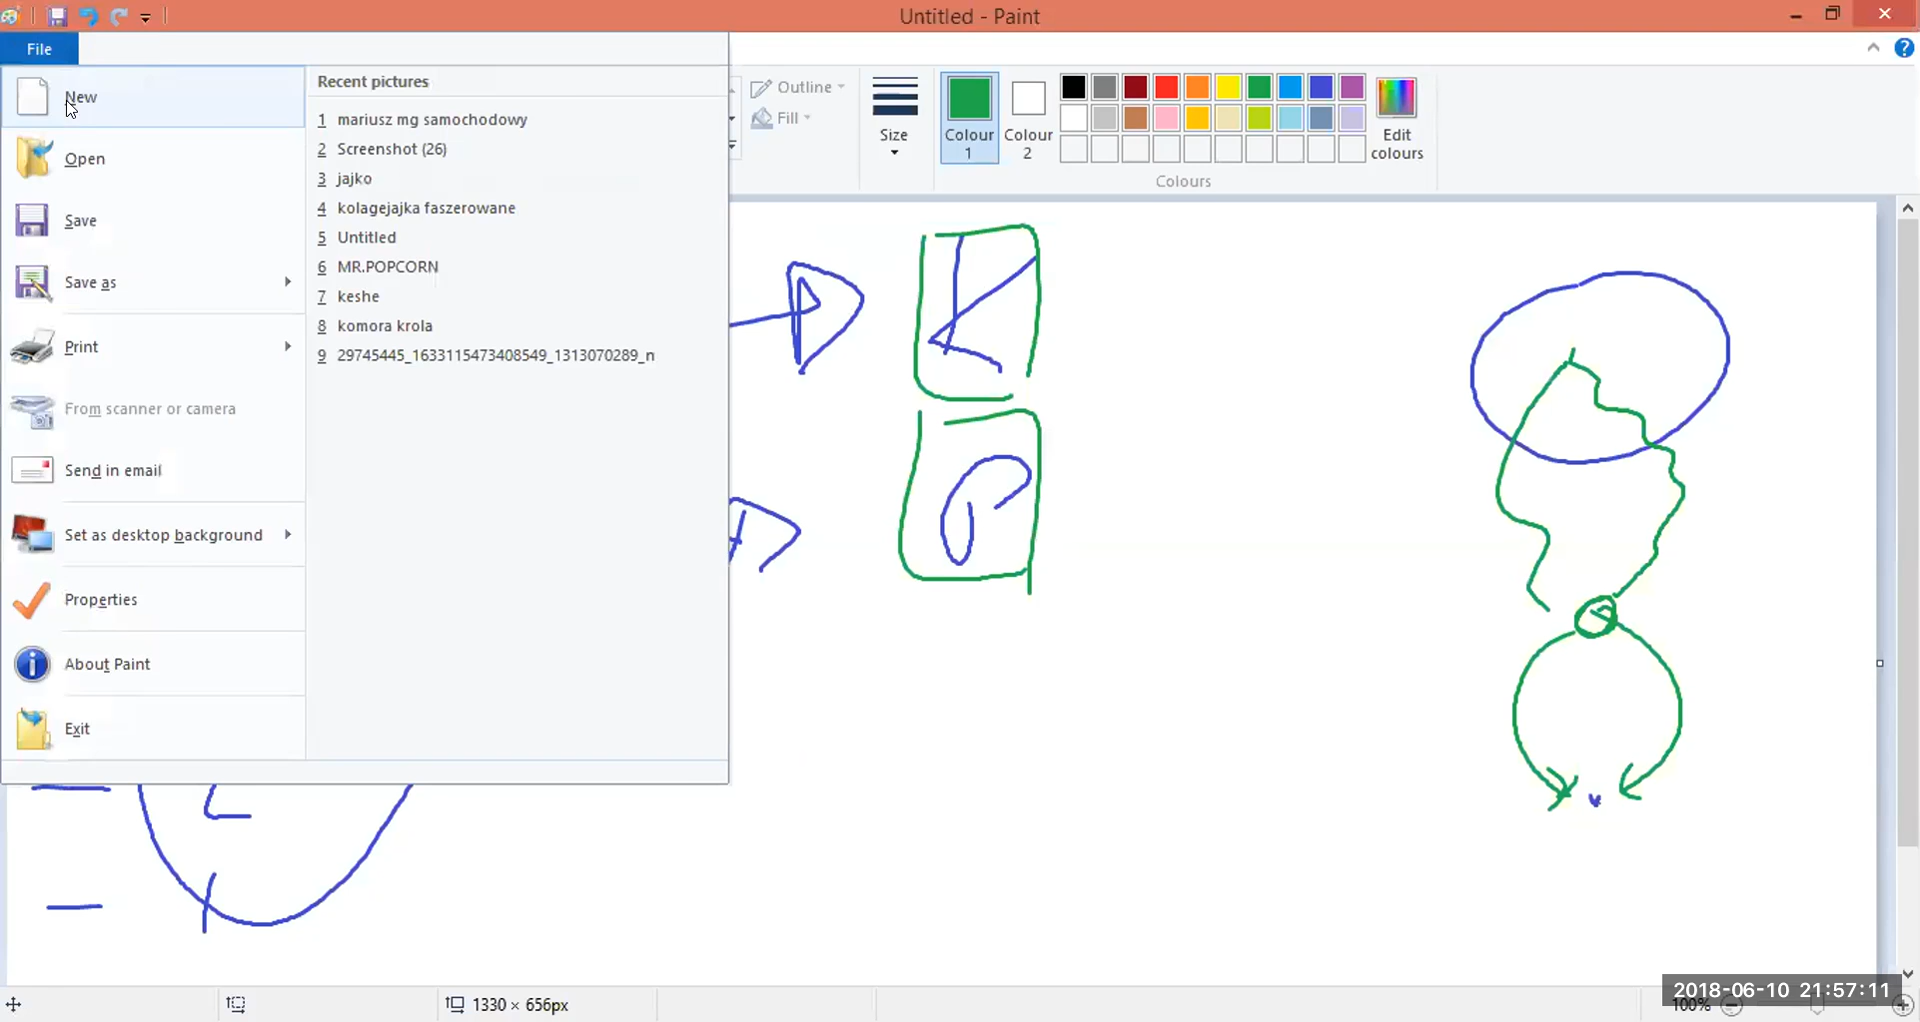 Untitled - Paint
File
New
Open
Save
Save as
Print
From scanner or camera
Send in email
Set as desktop background
Properties
About Paint
Exit
Recent pictures
1 mariusz mg samochodowy
2 Screenshot (26)
3 jajko
4 kolagejajka faszerowane
5 Untitled
6 MR.POPCORN
7 keshe
8 komora krola
9 29745445_1633115473408549_1313070289_n
Outline
Fill
Size
Colour 1
Colour 2
Edit colours
Colours
K
1330 × 656px
100%
2018-06-10 21:57:11